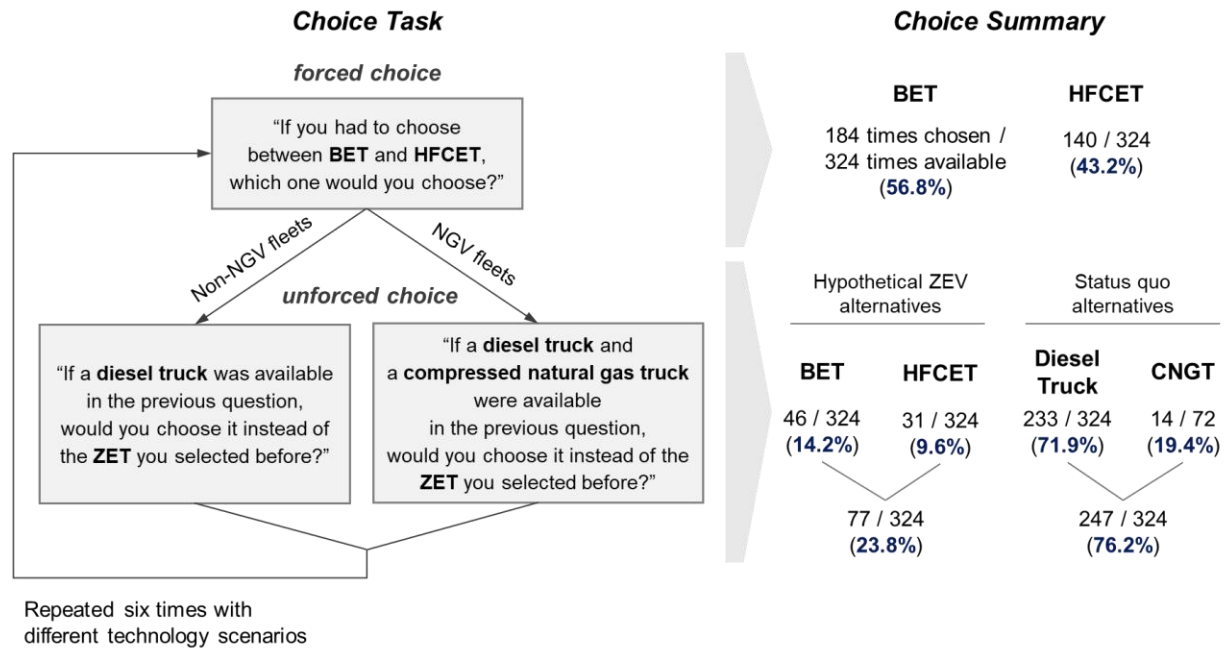 Choice Task
forced choice
“If you had to choose
between BET and HFCET,
which one would you choose?”
Non-NGV fleets
NGV fleets
unforced choice
“If a diesel truck was available
in the previous question,
would you choose it instead of
the ZET you selected before?”
“If a diesel truck and
a compressed natural gas truck
were available
in the previous question,
would you choose it instead of the
ZET you selected before?”
Repeated six times with
different technology scenarios
Choice Summary
BET
184 times chosen /
324 times available
(56.8%)
HFCET
140 / 324
(43.2%)
Hypothetical ZEV
alternatives
Status quo
alternatives
BET
46 / 324
(14.2%)
HFCET
31 / 324
(9.6%)
Diesel
Truck
233 / 324
(71.9%)
CNGT
14 / 72
(19.4%)
77 / 324
(23.8%)
247 / 324
(76.2%)